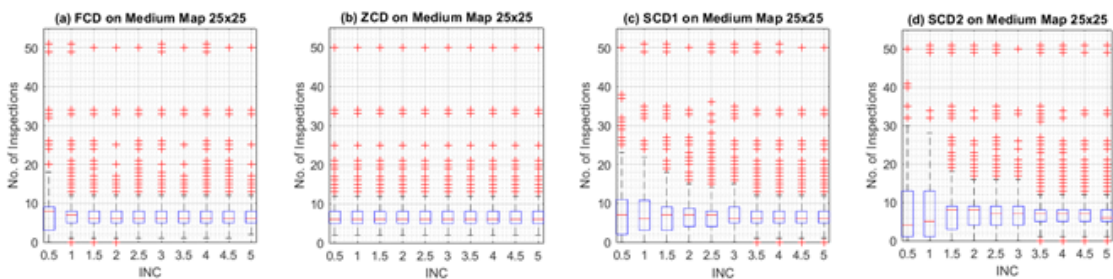 (a) FCD on Medium Map 25x25
No. of Inspections
50
40
30
20
10
0
0.5 1 1.5 2 2.5 3 3.5 4 4.5 5
INC
(b) ZCD on Medium Map 25x25
No. of Inspections
50
40
30
20
10
0
0.5 1 1.5 2 2.5 3 3.5 4 4.5 5
INC
(c) SCD1 on Medium Map 25x25
No. of Inspections
50
40
30
20
10
0
0.5 1 1.5 2 2.5 3 3.5 4 4.5 5
INC
(d) SCD2 on Medium Map 25x25
No. of Inspections
50
40
30
20
10
0
0.5 1 1.5 2 2.5 3 3.5 4 4.5 5
INC